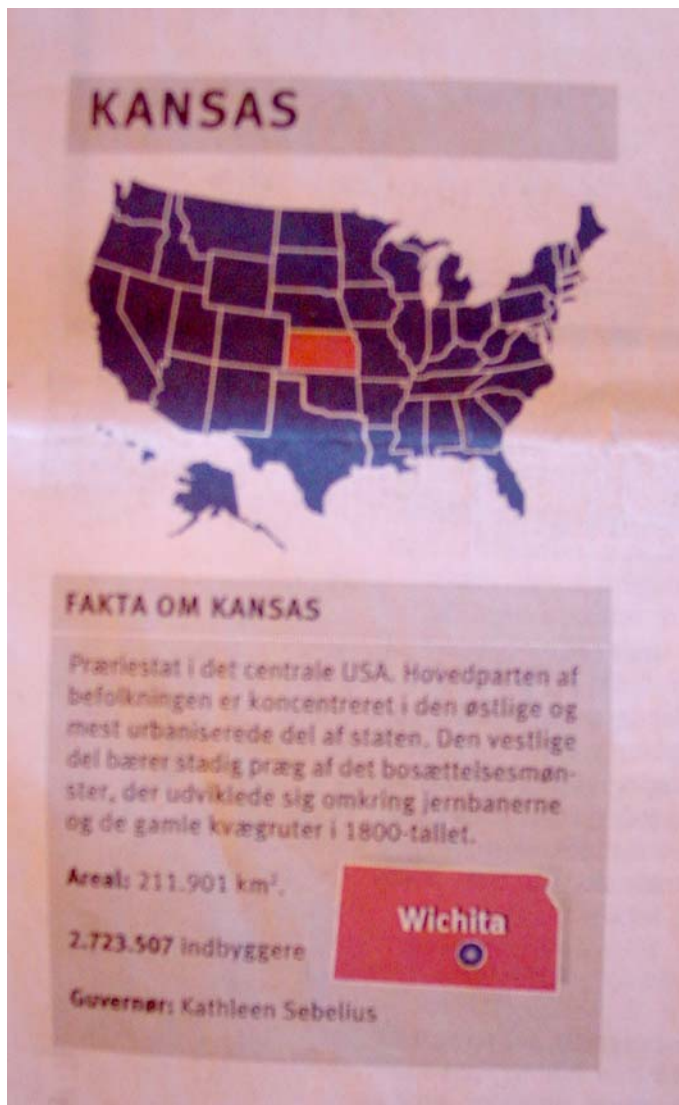 KANSAS
FAKTA OM KANSAS
Præriestat i det centrale USA. Hovedparten af
befolkningen er koncentreret i den østlige og
mest urbaniserede del af staten. Den vestlige
del bærer stadig præg af det bosættelsesmøn-
ster, der udviklede sig omkring jernbanerne
og de gamle kvægruter i 1800-tallet.
Areal: 211.901 km².
Wichita
2.723.507 indbyggere
Guvernør: Kathleen Sebelius